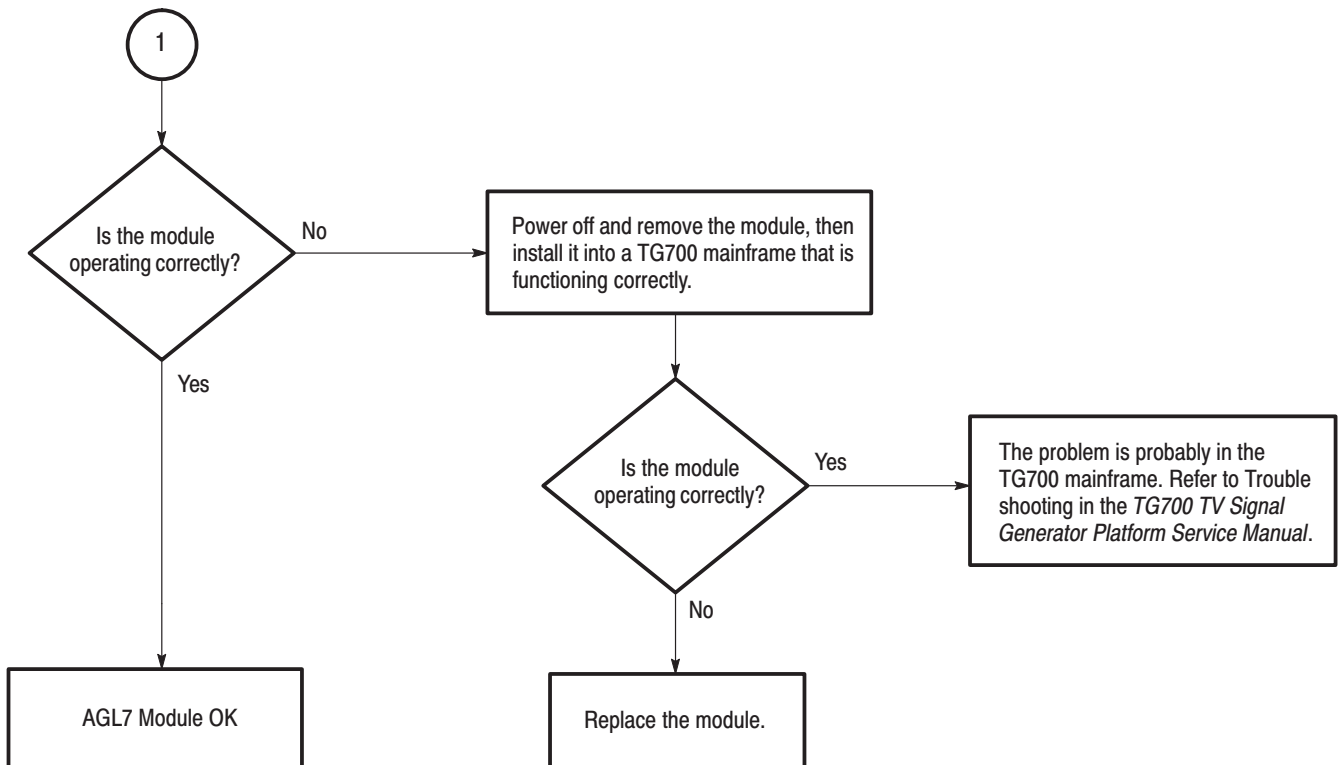 1
Is the module
operating correctly?
No
Yes
Power off and remove the module, then
install it into a TG700 mainframe that is
functioning correctly.
Is the module
operating correctly?
Yes
No
The problem is probably in the
TG700 mainframe. Refer to Trouble
shooting in the TG700 TV Signal
Generator Platform Service Manual.
AGL7 Module OK
Replace the module.